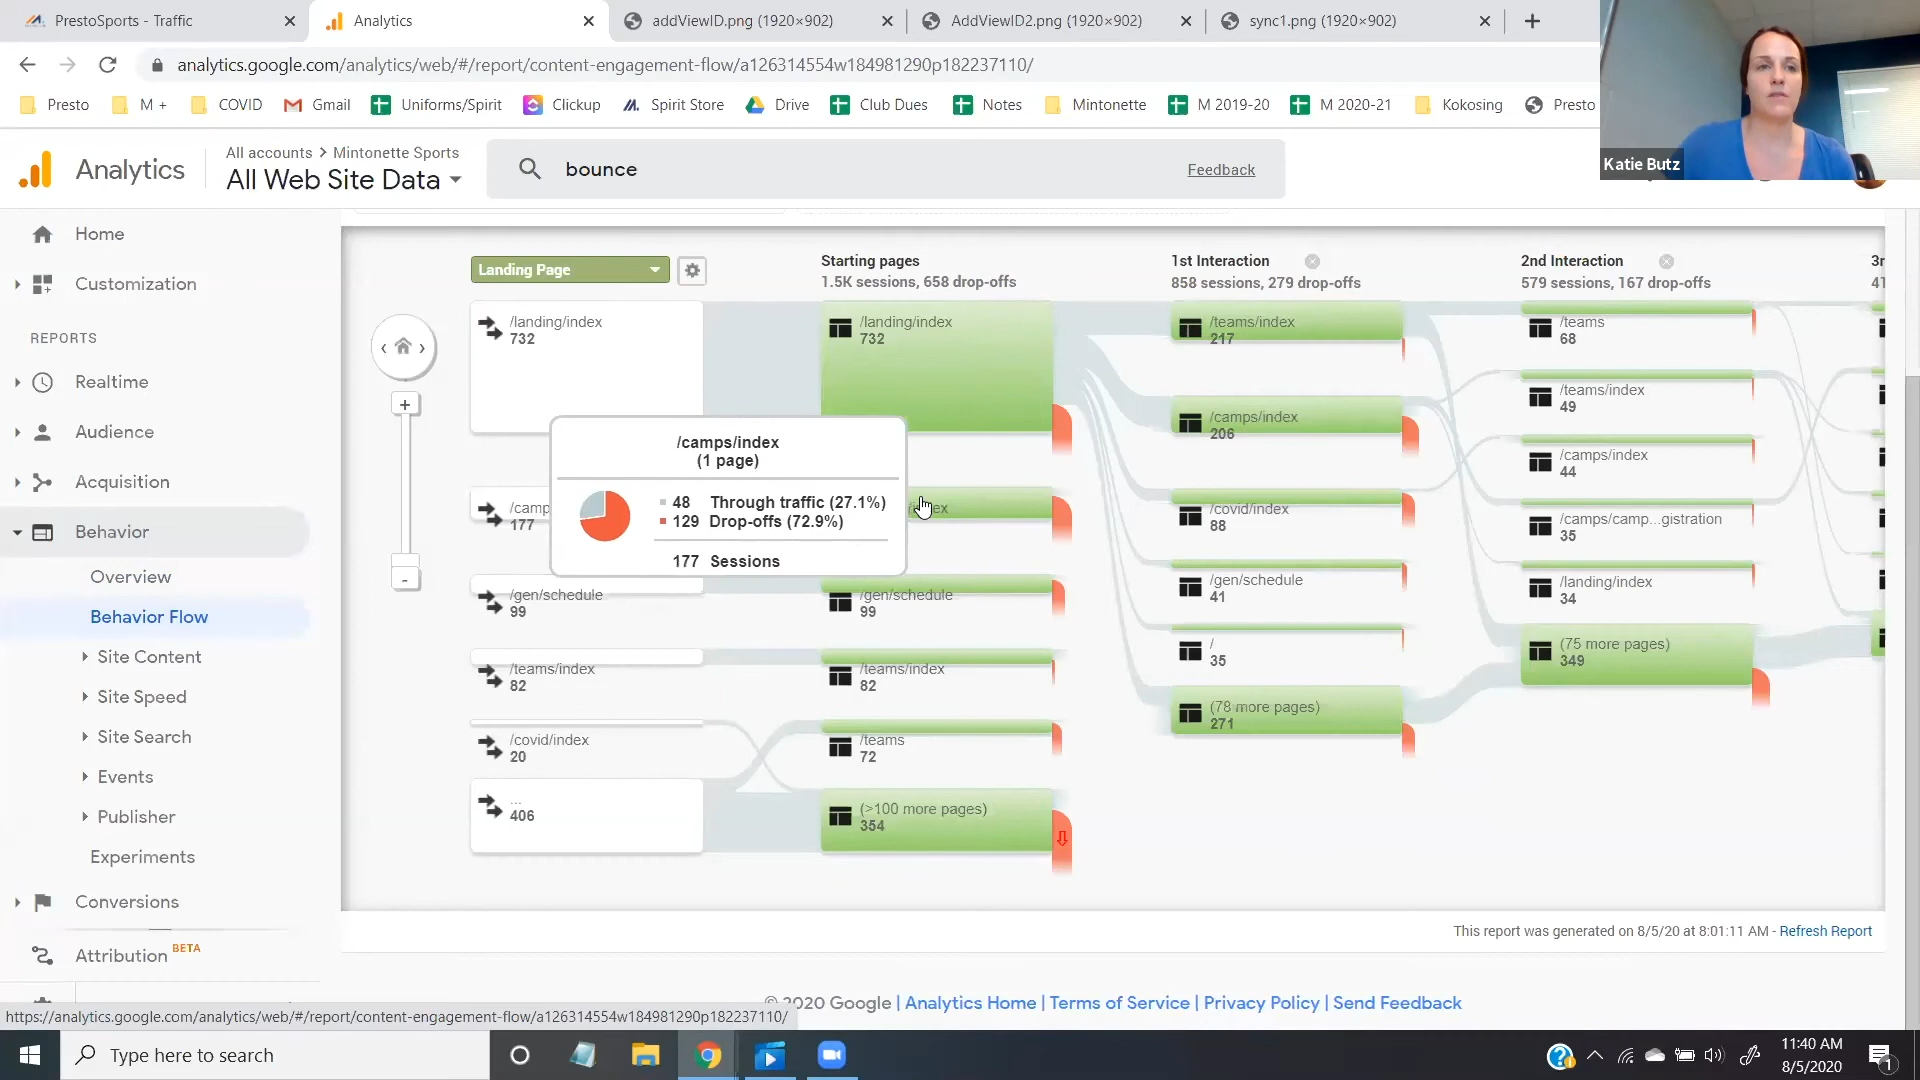 PrestoSports - Traffic
Analytics
addViewID.png (1920×902)
AddViewID2.png (1920×902)
sync1.png (1920×902)
analytics.google.com/analytics/web/#/report/content-engagement-flow/a126314554w184981290p182237110/
Presto
M +
COVID
Gmail
Uniforms/Spirit
Clickup
Spirit Store
Drive
Club Dues
Notes
Mintonette
M 2019-20
M 2020-21
Kokosing
Presto
Katie Butz
Analytics
All accounts > Mintonette Sports
All Web Site Data
bounce
Feedback
Home
Customization
REPORTS
Realtime
Audience
Acquisition
Behavior
Overview
Behavior Flow
Site Content
Site Speed
Site Search
Events
Publisher
Experiments
Conversions
Attribution BETA
Landing Page
+
-
/landing/index
732
/camp
177
/gen/schedule
99
/teams/index
82
/covid/index
20
...
406
Starting pages
1.5K sessions, 658 drop-offs
/landing/index
732
/camps/index
(1 page)
48 Through traffic (27.1%)
129 Drop-offs (72.9%)
177 Sessions
/gen/schedule
99
/teams/index
82
/teams
72
(>100 more pages)
354
1st Interaction
858 sessions, 279 drop-offs
/teams/index
217
/camps/index
206
/covid/index
88
/gen/schedule
41
/
35
(78 more pages)
271
2nd Interaction
579 sessions, 167 drop-offs
/teams
68
/teams/index
49
/camps/index
44
/camps/camp...gistration
35
/landing/index
34
(75 more pages)
349
3r
41
This report was generated on 8/5/20 at 8:01:11 AM - Refresh Report
© 2020 Google | Analytics Home | Terms of Service | Privacy Policy | Send Feedback
https://analytics.google.com/analytics/web/#/report/content-engagement-flow/a126314554w184981290p182237110/
Type here to search
11:40 AM
8/5/2020
1